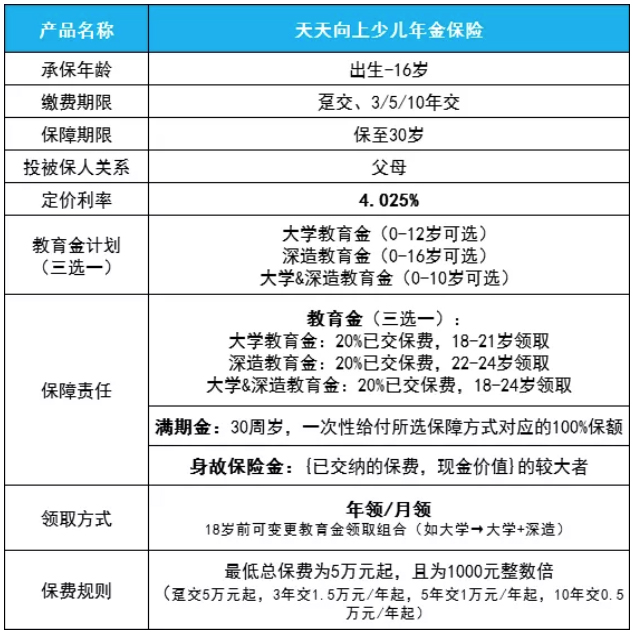 产品名称 天天向上少儿年金保险
承保年龄 出生-16岁
缴费期限 趸交、3/5/10年交
保障期限 保至30岁
投被保人关系 父母
定价利率 4.025%
教育金计划
（三选一）
大学教育金（0-12岁可选）
深造教育金（0-16岁可选）
大学&深造教育金（0-10岁可选）
保障责任
教育金（三选一）：
大学教育金：20%已交保费，18-21岁领取
深造教育金：20%已交保费，22-24岁领取
大学&深造教育金：20%已交保费，18-24岁领取
满期金：30周岁，一次性给付所选保障方式对应的100%保额
身故保险金：{已交纳的保费，现金价值}的较大者
领取方式
年领/月领
18岁前可变更教育金领取组合（如大学→大学+深造）
保费规则
最低总保费为5万元起，且为1000元整数倍
（趸交5万元起，3年交1.5万元/年起，5年交1万元/年起，10年交0.5
万元/年起）